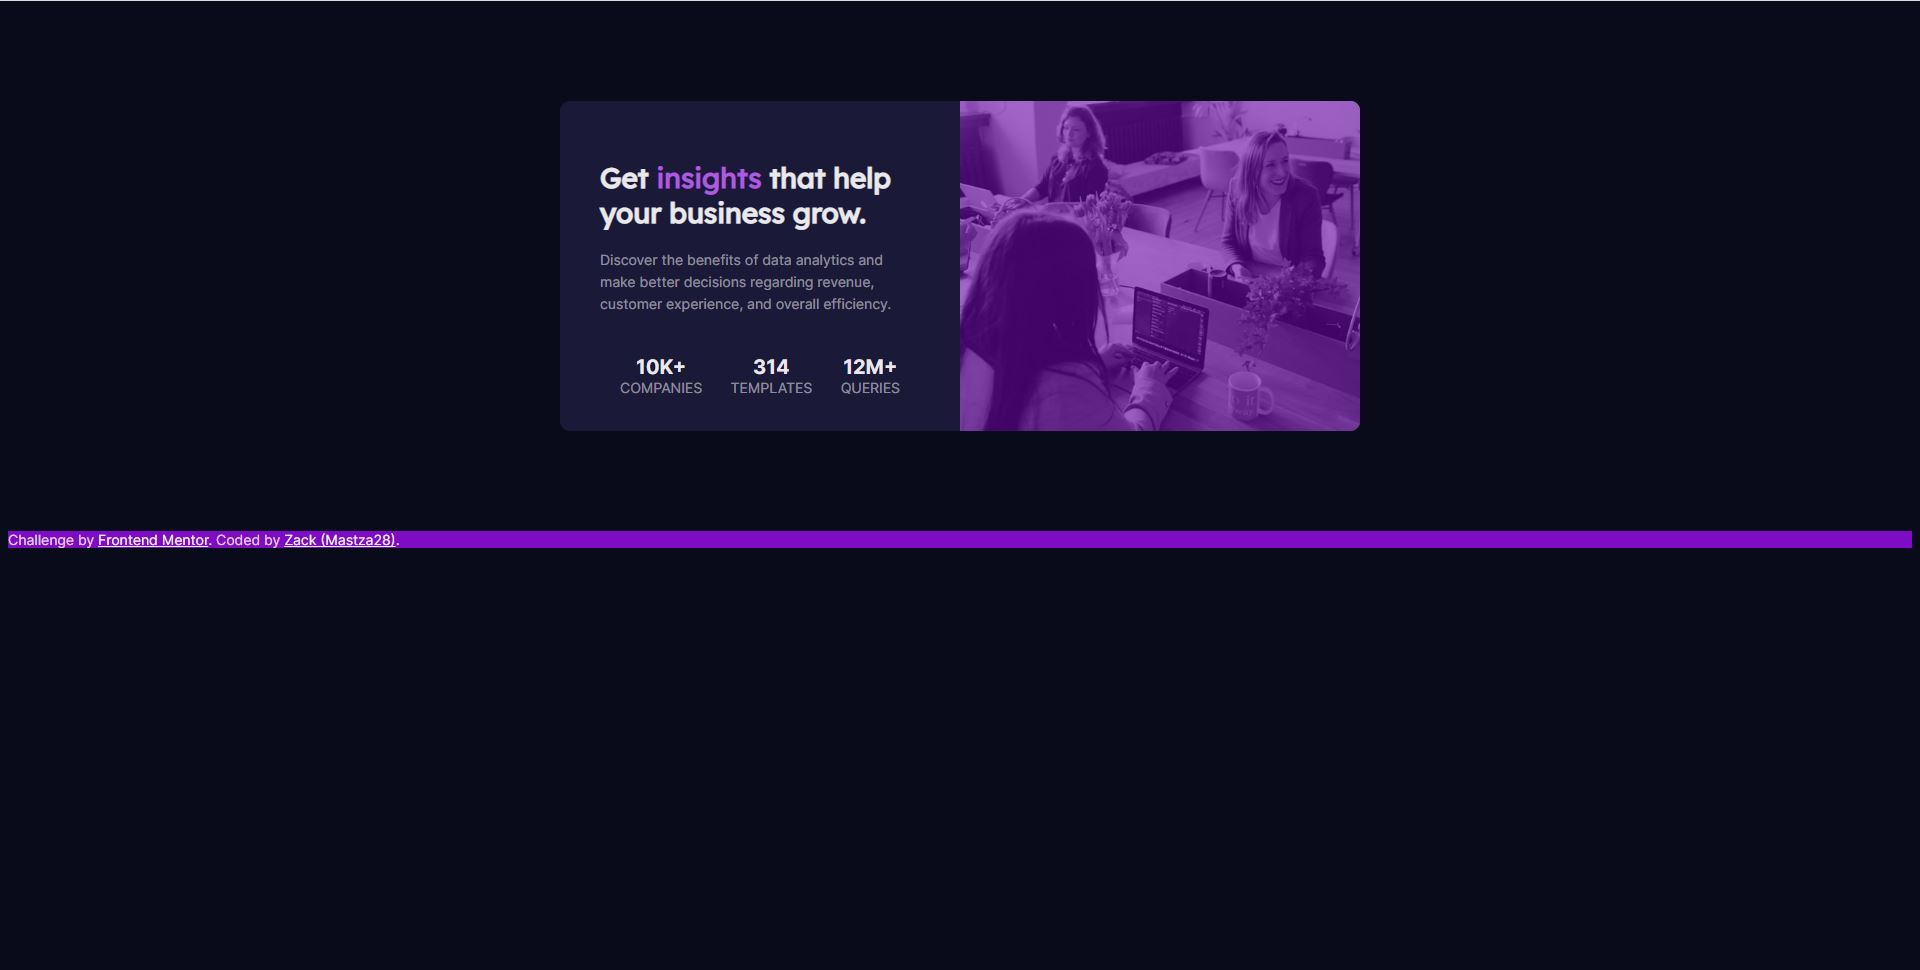 Get insights that help
your business grow.
Discover the benefits of data analytics and
make better decisions regarding revenue,
customer experience, and overall efficiency.
10K+ 314 12M+
COMPANIES TEMPLATES QUERIES
Challenge by Frontend Mentor. Coded by Zack (Mastza28).